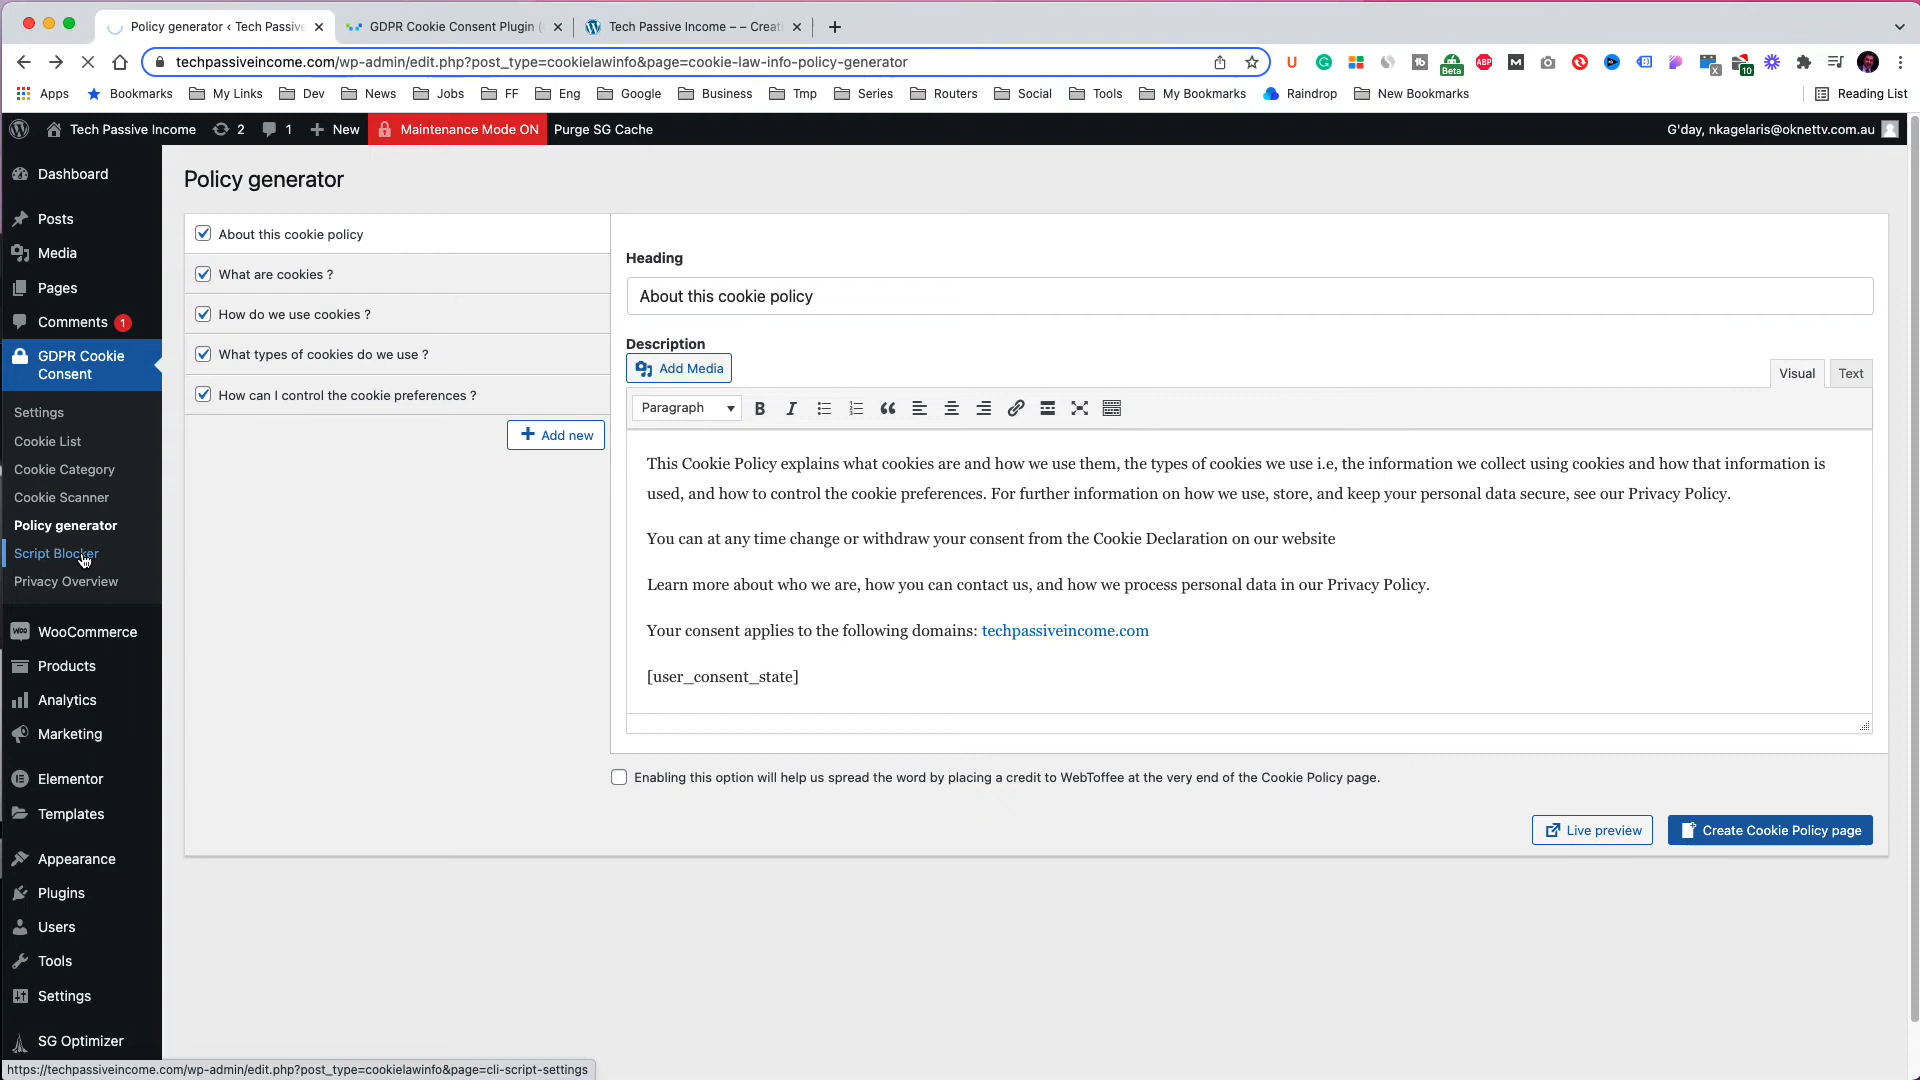 Policy generator ‹ Tech Passive
GDPR Cookie Consent Plugin (
Tech Passive Income – – Creati
techpassiveincome.com/wp-admin/edit.php?post_type=cookielawinfo&page=cookie-law-info-policy-generator
Beta
ABP
10
Apps
Bookmarks
My Links
Dev
News
Jobs
FF
Eng
Google
Business
Tmp
Series
Routers
Social
Tools
My Bookmarks
Raindrop
New Bookmarks
Reading List
Tech Passive Income
2
1
New
Maintenance Mode ON
Purge SG Cache
G'day, nkagelaris@oknettv.com.au
Dashboard
Posts
Media
Pages
Comments 1
GDPR Cookie
Consent
Settings
Cookie List
Cookie Category
Cookie Scanner
Policy generator
Script Blocker
Privacy Overview
WooCommerce
Products
Analytics
Marketing
Elementor
Templates
Appearance
Plugins
Users
Tools
Settings
SG Optimizer
Policy generator
About this cookie policy
What are cookies ?
How do we use cookies ?
What types of cookies do we use ?
How can I control the cookie preferences ?
Add new
Heading
About this cookie policy
Description
Add Media
Visual
Text
Paragraph
This Cookie Policy explains what cookies are and how we use them, the types of cookies we use i.e, the information we collect using cookies and how that information is
used, and how to control the cookie preferences. For further information on how we use, store, and keep your personal data secure, see our Privacy Policy.
You can at any time change or withdraw your consent from the Cookie Declaration on our website
Learn more about who we are, how you can contact us, and how we process personal data in our Privacy Policy.
Your consent applies to the following domains: techpassiveincome.com
[user_consent_state]
Enabling this option will help us spread the word by placing a credit to WebToffee at the very end of the Cookie Policy page.
Live preview
Create Cookie Policy page
https://techpassiveincome.com/wp-admin/edit.php?post_type=cookielawinfo&page=cli-script-settings